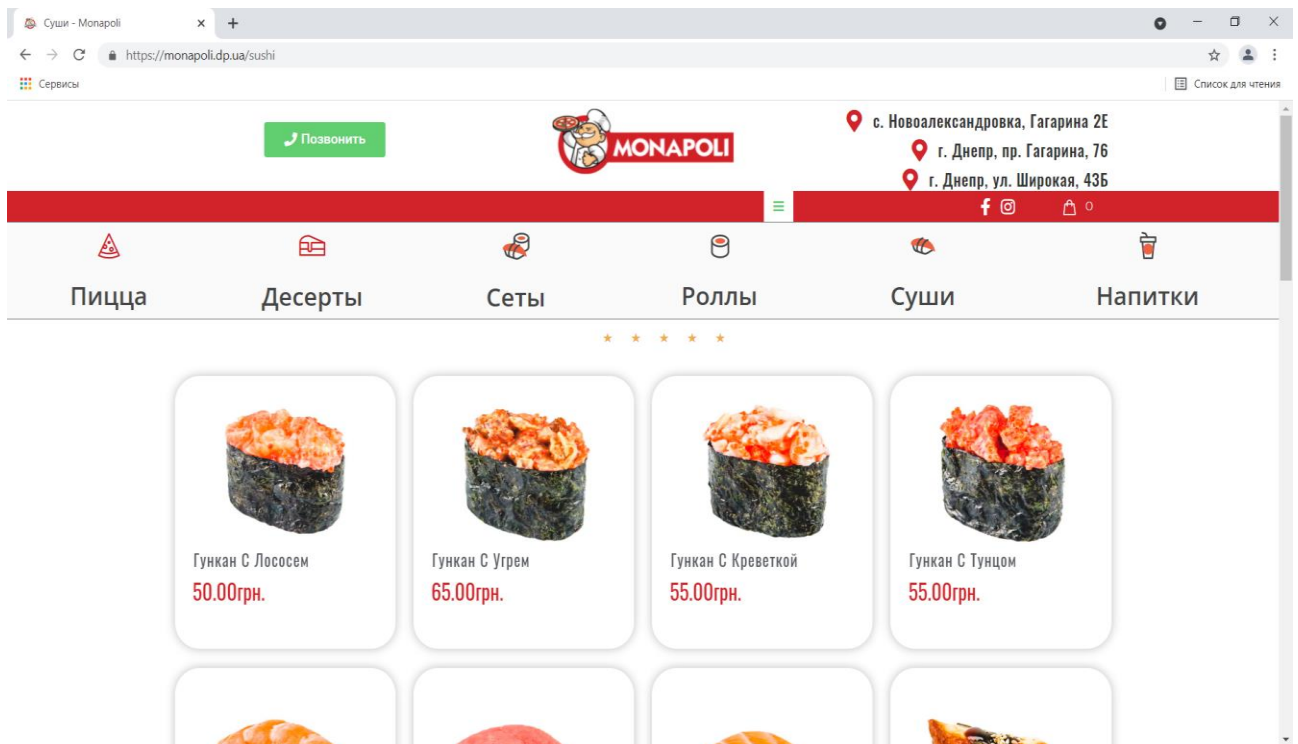 Суши - Monapoli
https://monapoli.dp.ua/sushi
Сервисы
Список для чтения
Позвонить
MONAPOLI
с. Новоалександровка, Гагарина 2Е
г. Днепр, пр. Гагарина, 76
г. Днепр, ул. Широкая, 43Б
0
Пицца Десерты Сеты Роллы Суши Напитки
Гункан С Лососем Гункан С Угрем Гункан С Креветкой Гункан С Тунцом
50.00грн. 65.00грн. 55.00грн. 55.00грн.